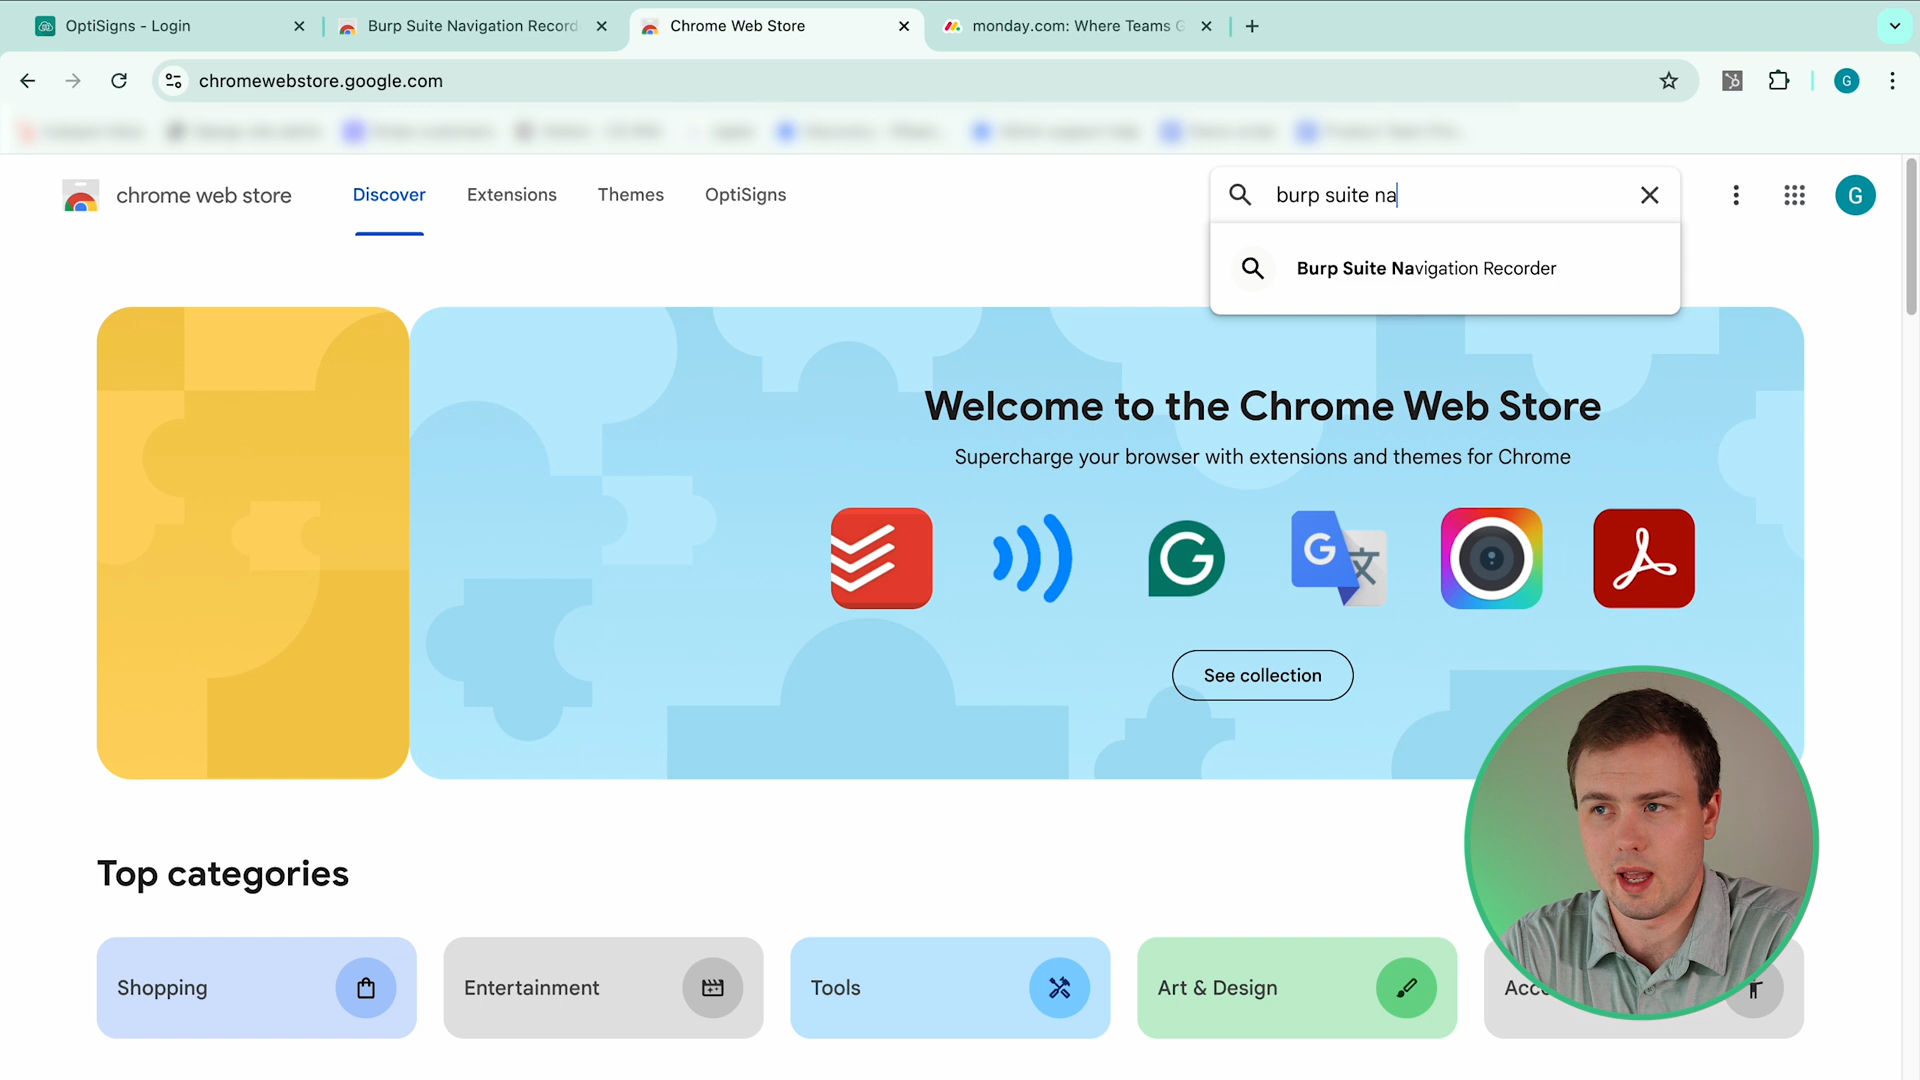 OptiSigns - Login
Burp Suite Navigation Record
Chrome Web Store
monday.com: Where Teams G
chromewebstore.google.com
G
chrome web store
Discover
Extensions
Themes
OptiSigns
burp suite na
G
Burp Suite Navigation Recorder
Welcome to the Chrome Web Store
Supercharge your browser with extensions and themes for Chrome
See collection
Top categories
Shopping
Entertainment
Tools
Art & Design
Acc